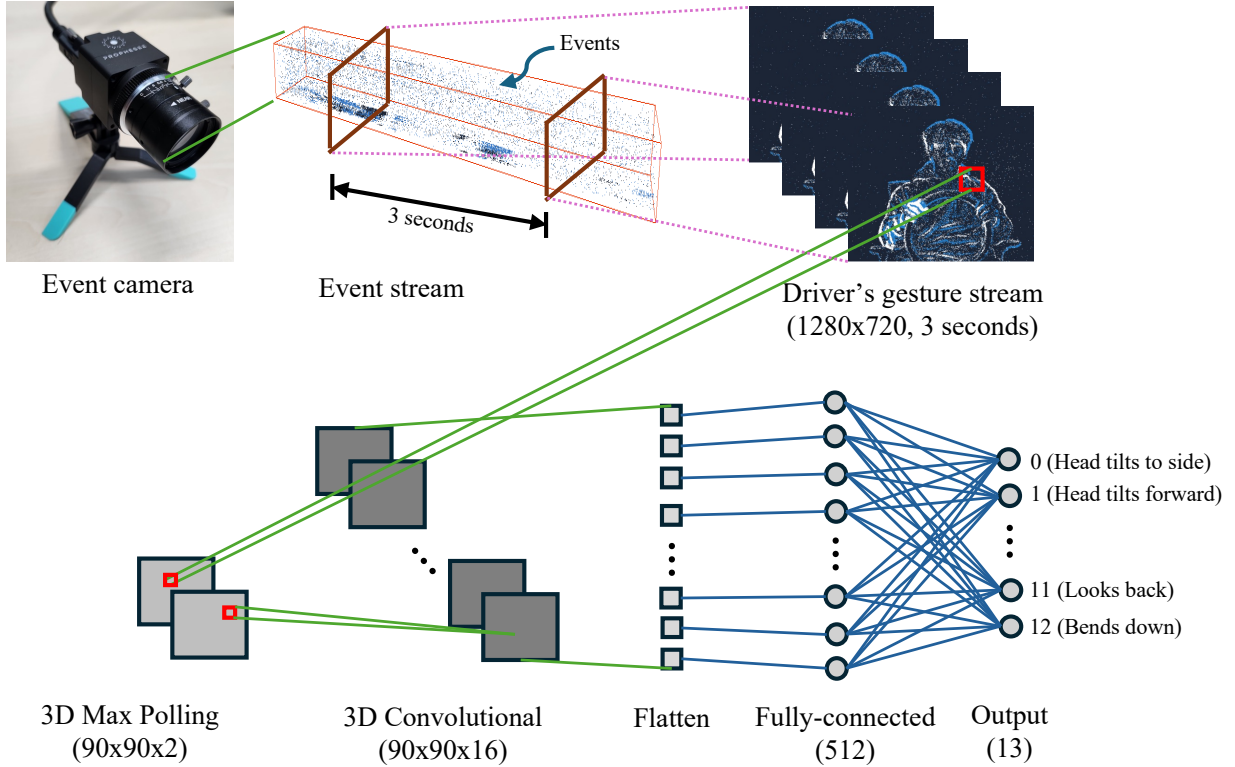 PROPHESEE
Events
3 seconds
Event camera
Event stream
Driver's gesture stream
(1280x720, 3 seconds)
0 (Head tilts to side)
1 (Head tilts forward)
11 (Looks back)
12 (Bends down)
3D Max Polling
(90x90x2)
3D Convolutional
(90x90x16)
Flatten
Fully-connected
(512)
Output
(13)